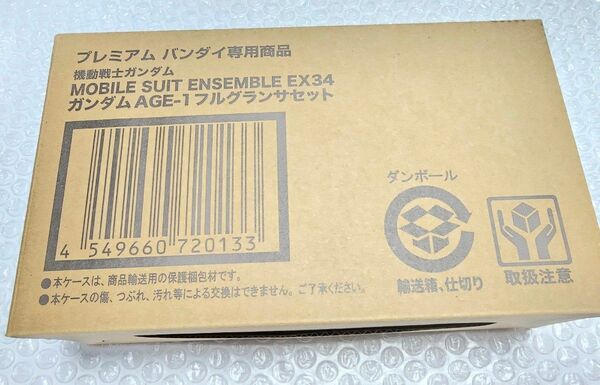 プレミアム バンダイ専用商品
機動戦士ガンダム
MOBILE SUIT ENSEMBLE EX34
ガンダムAGE-1フルグランサセット
4 549660 720133
ダンボール
輸送箱、仕切り
取扱注意
●本ケースは、商品輸送用の保護梱包材です。
●本ケースの傷、つぶれ、汚れ等による交換はできません。ご了承ください。